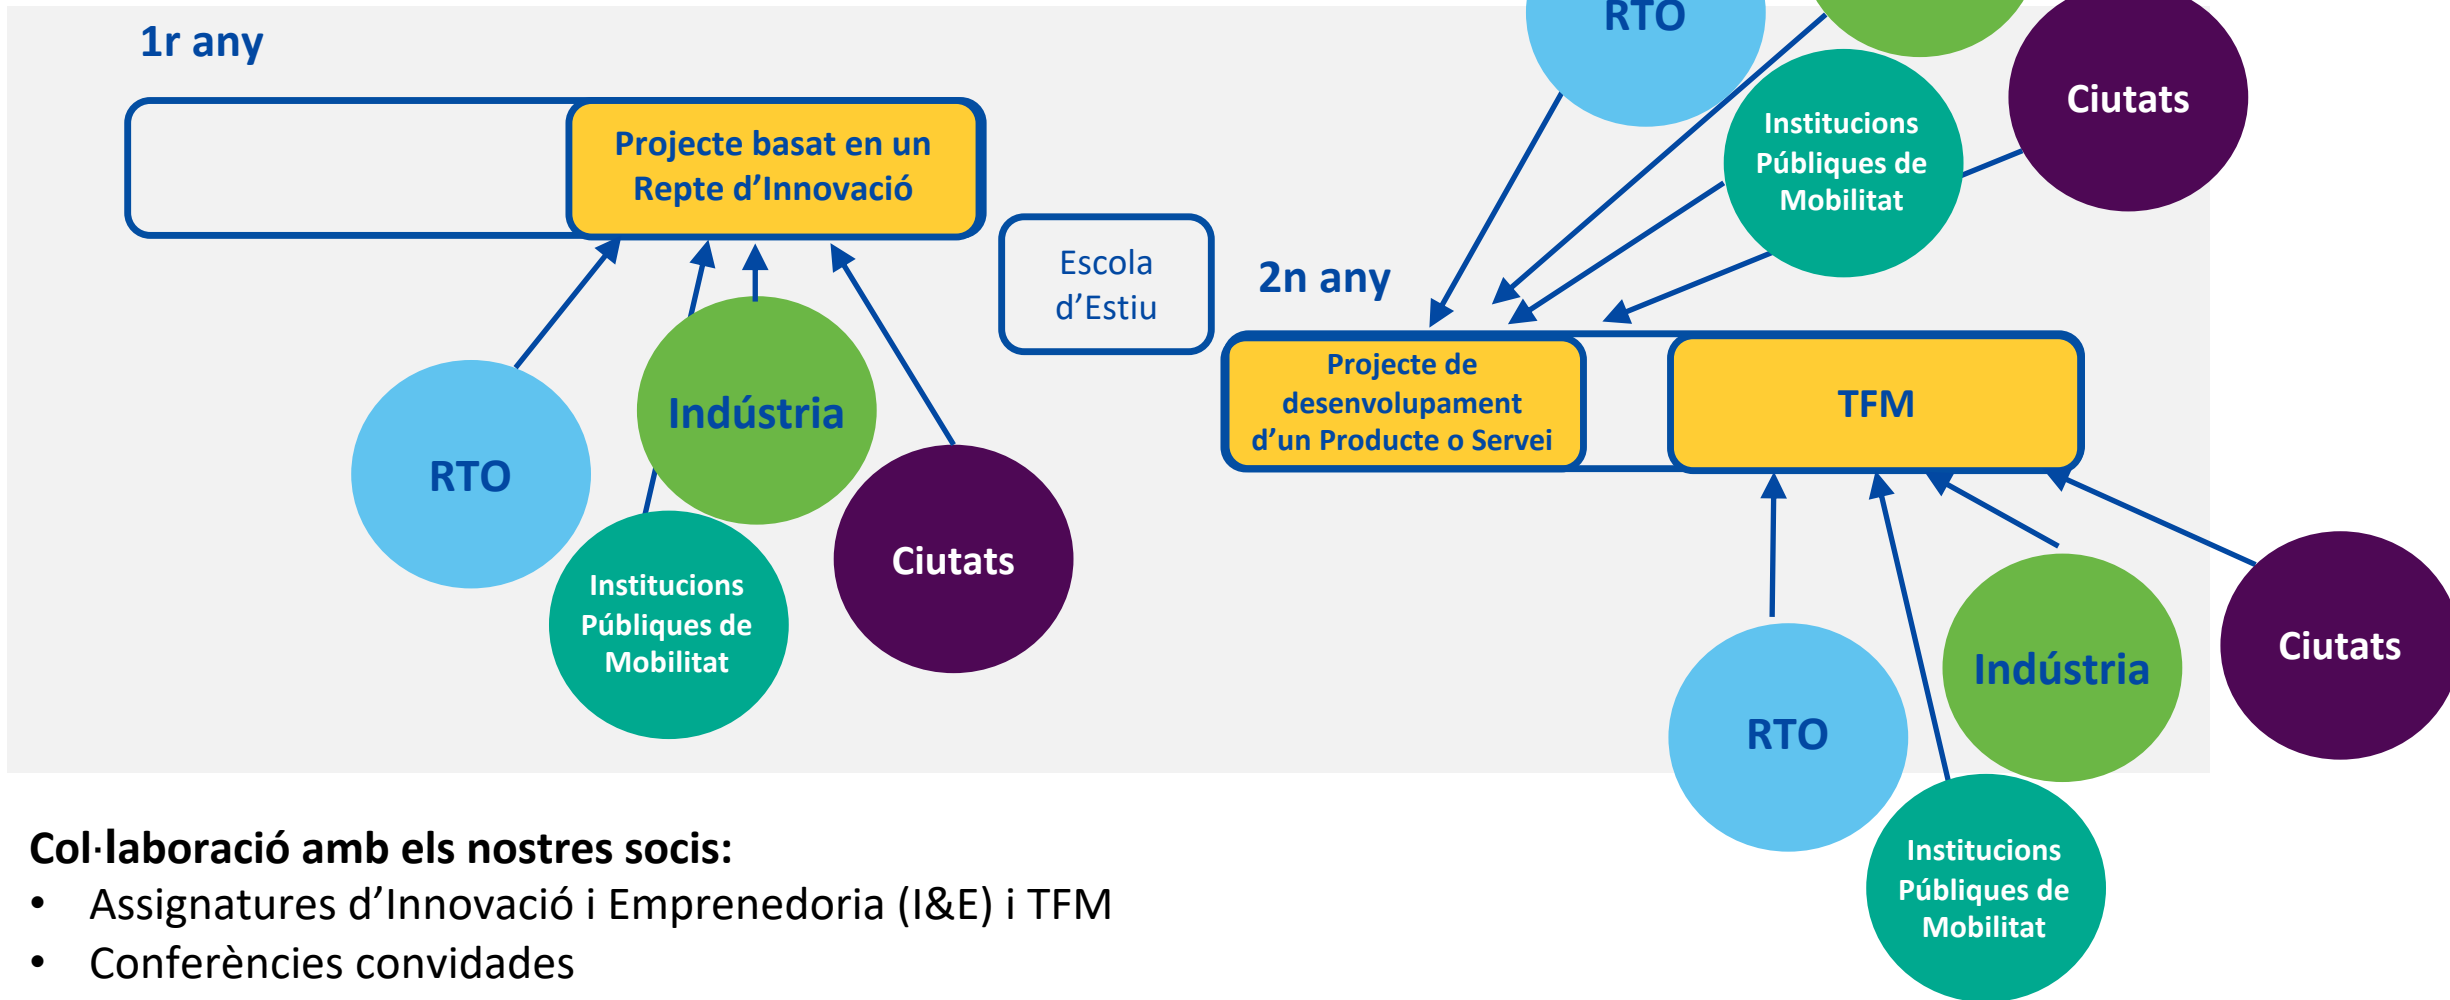 1r any
Projecte basat en un
Repte d’Innovació
RTO
Indústria
Institucions
Públiques de
Mobilitat
Ciutats
Escola
d’Estiu
2n any
RTO
Institucions
Públiques de
Mobilitat
Ciutats
Projecte de
desenvolupament
d’un Producte o Servei
TFM
RTO
Indústria
Institucions
Públiques de
Mobilitat
Ciutats
Col·laboració amb els nostres socis:
• Assignatures d’Innovació i Emprenedoria (I&E) i TFM
• Conferències convidades